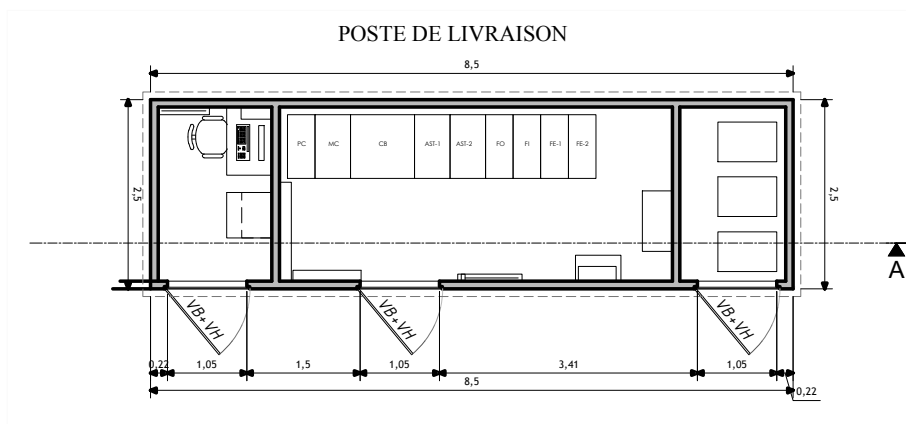 POSTE DE LIVRAISON
8,5
2,5
2,5
PC MC CB AST-1 AST-2 FO FI FE-1 FE-2
A
VB+VH VB+VH VB+VH
0,22 1,05 1,5 1,05 3,41 1,05
8,5
0,22